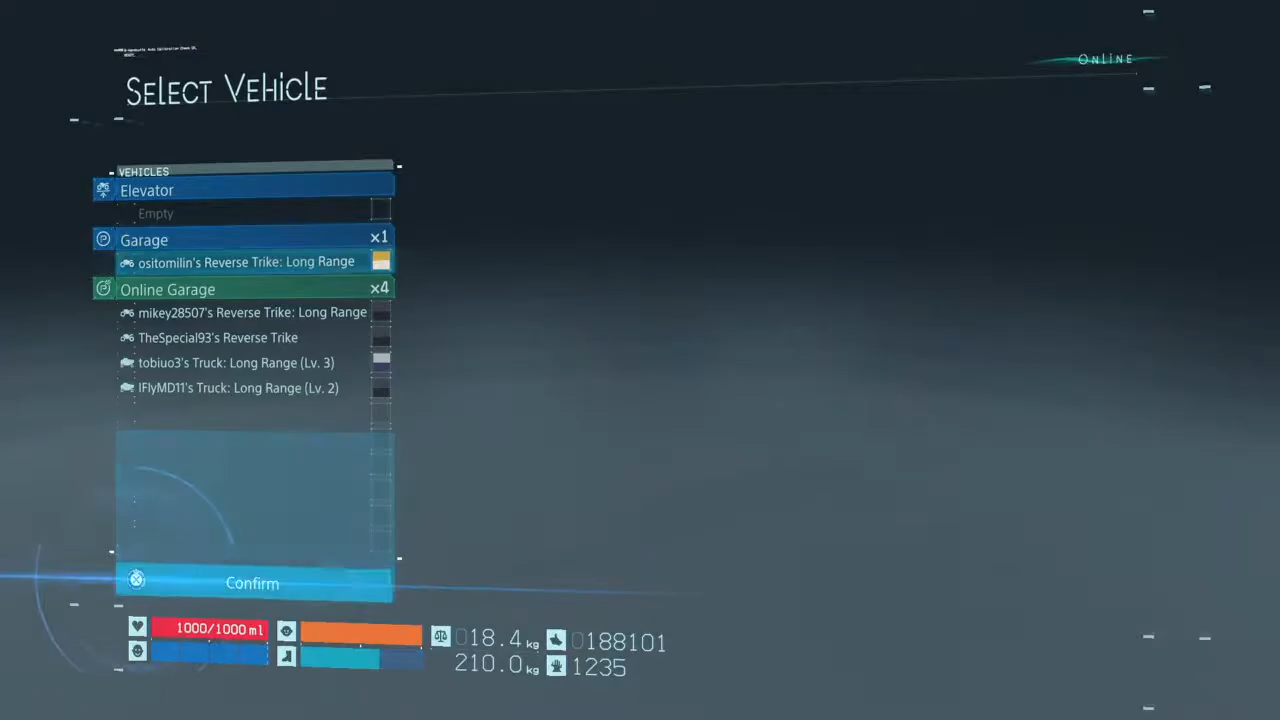 ONLINE
SELECT VEHICLE
VEHICLES
Elevator
Empty
Garage x1
ositomilin's Reverse Trike: Long Range
Online Garage x4
mikey28507's Reverse Trike: Long Range
TheSpecial93's Reverse Trike
tobiuo3's Truck: Long Range (Lv. 3)
IFlyMD11's Truck: Long Range (Lv. 2)
Confirm
1000/1000 ml
018.4 kg
0188101
210.0 kg
1235